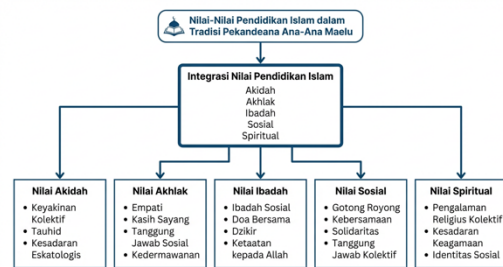 Nilai-Nilai Pendidikan Islam dalam
Tradisi Pekandeana Ana-Ana Maelu
Integrasi Nilai Pendidikan Islam
Akidah
Akhlak
Ibadah
Sosial
Spiritual
Nilai Akidah
• Keyakinan
Kolektif
• Tauhid
• Kesadaran
Eskatologis
Nilai Akhlak
• Empati
• Kasih Sayang
• Tanggung
Jawab Sosial
• Kedermawanan
Nilai Ibadah
• Ibadah Sosial
• Doa Bersama
• Dzikir
• Ketaatan
kepada Allah
Nilai Sosial
• Gotong Royong
• Kebersamaan
• Solidaritas
• Tanggung
Jawab Kolektif
Nilai Spiritual
• Pengalaman
Religius Kolektif
• Kesadaran
Keagamaan
• Identitas Sosial